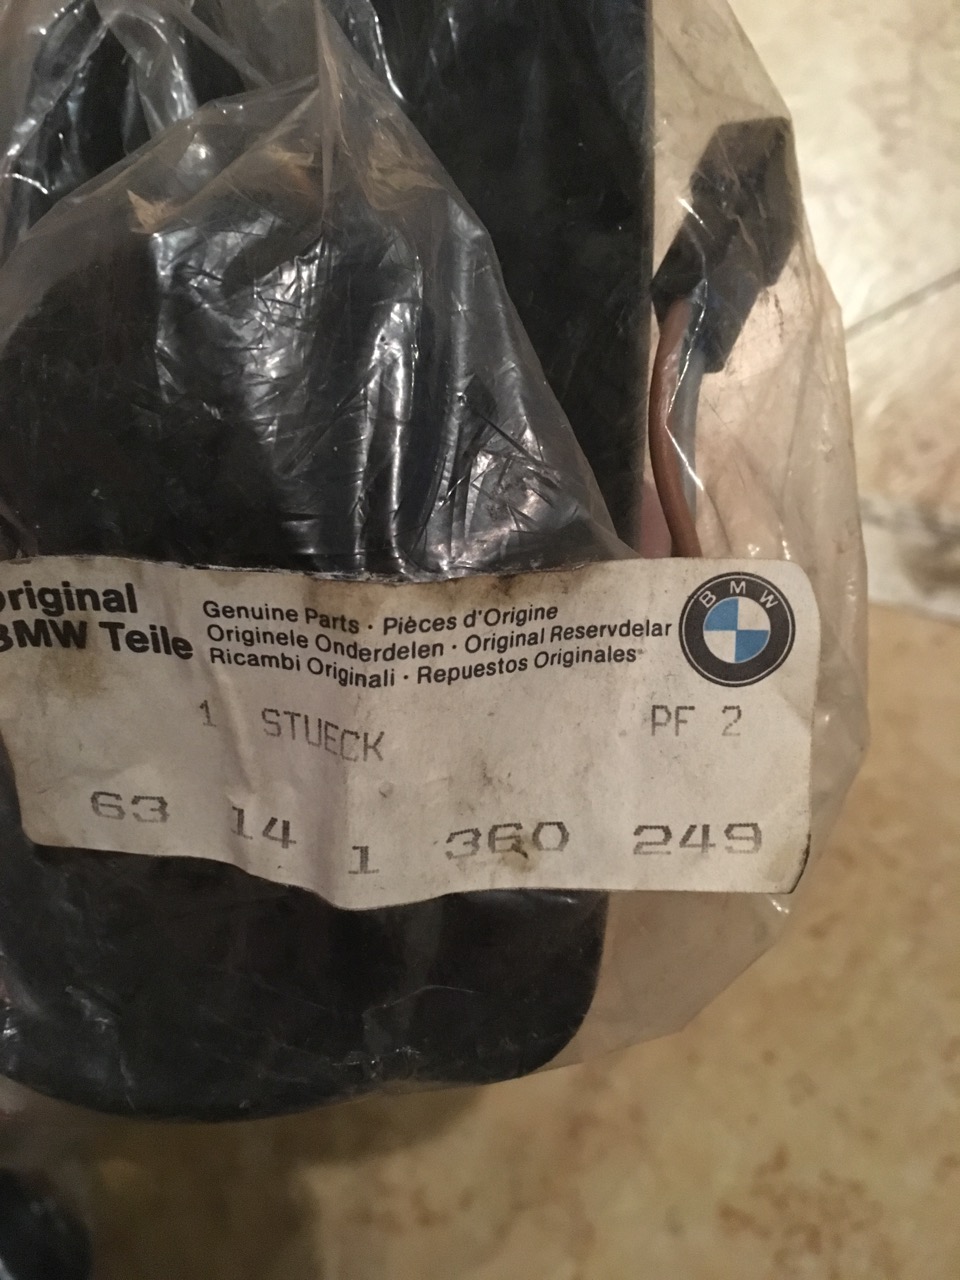 Original
BMW Teile
Genuine Parts · Pièces d'Origine
Originele Onderdelen · Original Reservdelar
Ricambi Originali · Repuestos Originales
BMW
1 STUECK PF 2
63 14 1 360 249